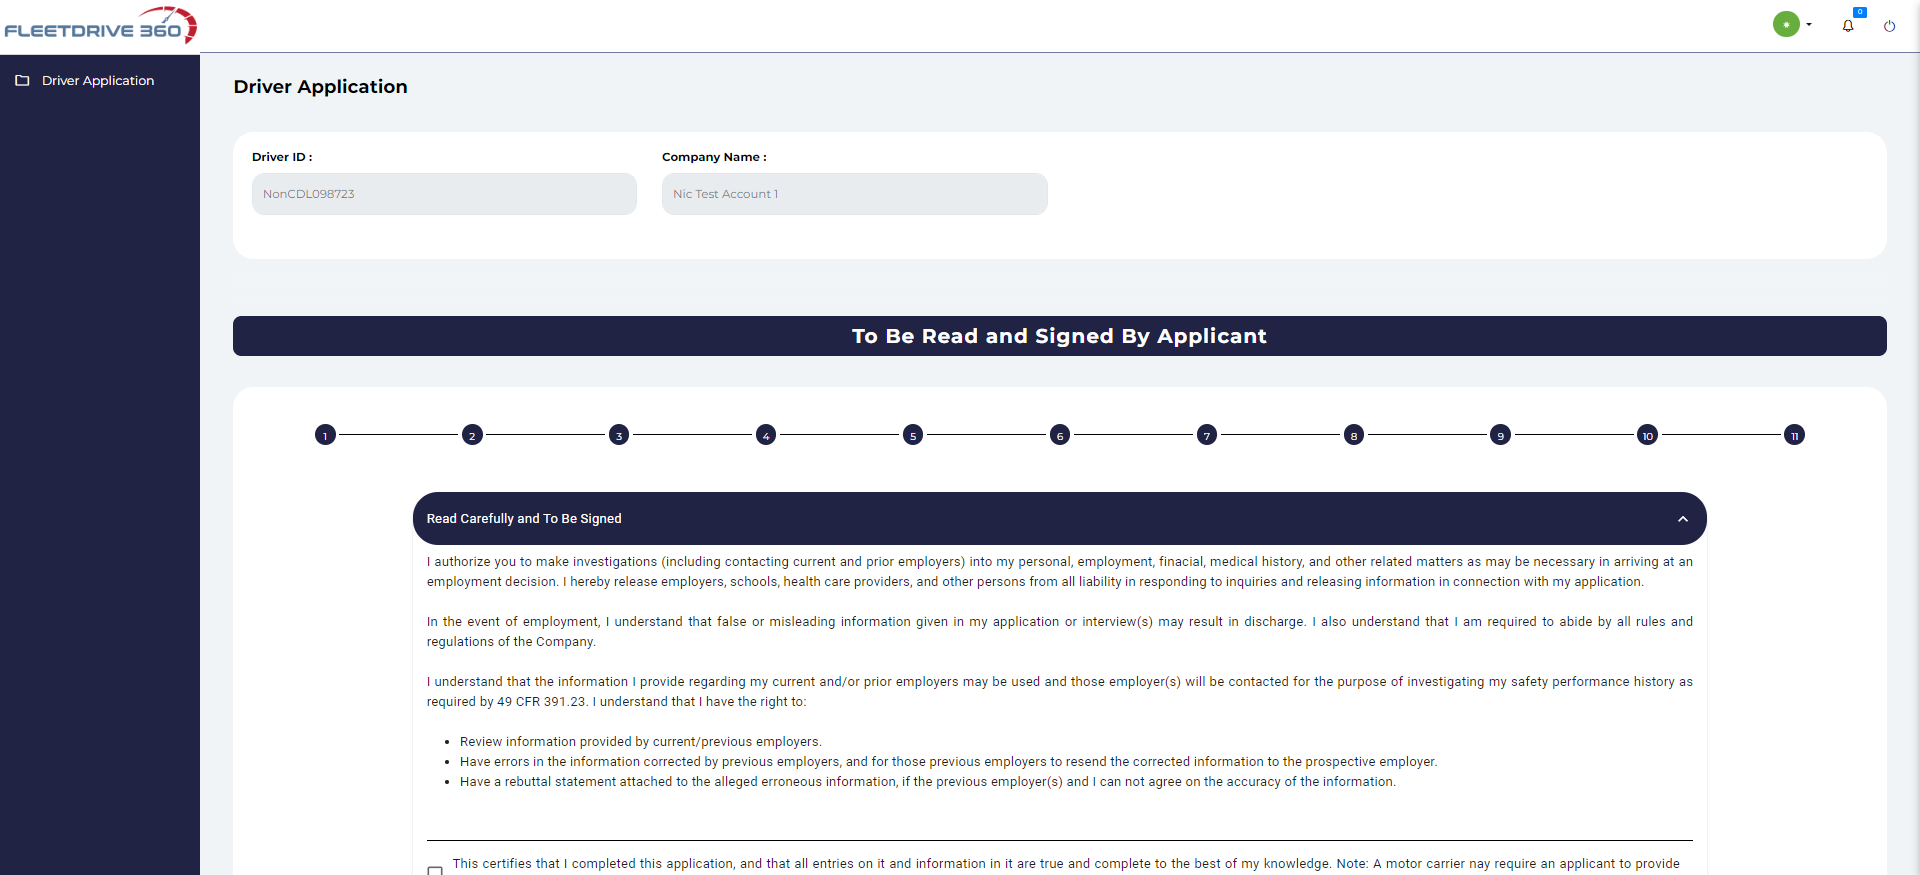 FLEETDRIVE 360
0
Driver Application
Driver Application
Driver ID :
Company Name :
NonCDL098723
Nic Test Account 1
To Be Read and Signed By Applicant
1 2 3 4 5 6 7 8 9 10 11
Read Carefully and To Be Signed
I authorize you to make investigations (including contacting current and prior employers) into my personal, employment, finacial, medical history, and other related matters as may be necessary in arriving at an
employment decision. I hereby release employers, schools, health care providers, and other persons from all liability in responding to inquiries and releasing information in connection with my application.
In the event of employment, I understand that false or misleading information given in my application or interview(s) may result in discharge. I also understand that I am required to abide by all rules and
regulations of the Company.
I understand that the information I provide regarding my current and/or prior employers may be used and those employer(s) will be contacted for the purpose of investigating my safety performance history as
required by 49 CFR 391.23. I understand that I have the right to:
• Review information provided by current/previous employers.
• Have errors in the information corrected by previous employers, and for those previous employers to resend the corrected information to the prospective employer.
• Have a rebuttal statement attached to the alleged erroneous information, if the previous employer(s) and I can not agree on the accuracy of the information.
This certifies that I completed this application, and that all entries on it and information in it are true and complete to the best of my knowledge. Note: A motor carrier nay require an applicant to provide